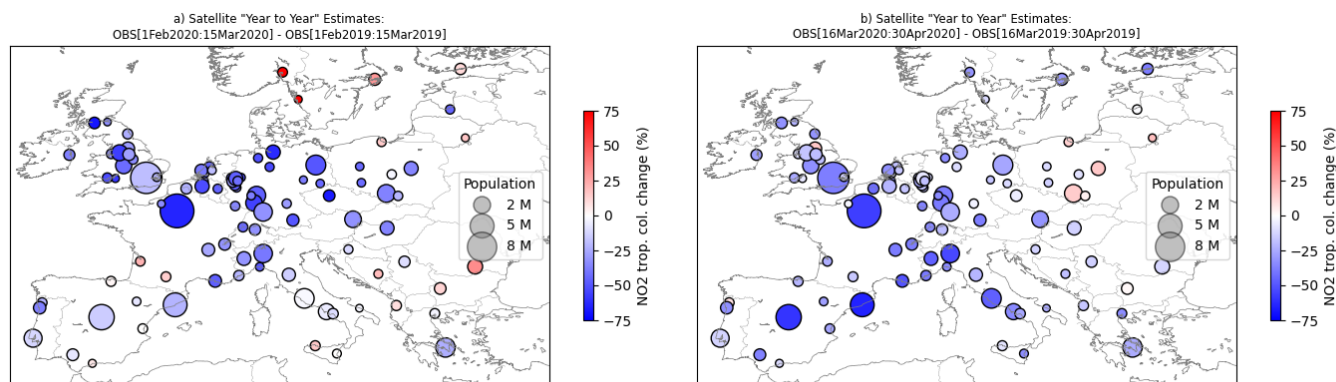 a) Satellite "Year to Year" Estimates:
OBS[1Feb2020:15Mar2020] - OBS[1Feb2019:15Mar2019]
Population
2 M
5 M
8 M
75
50
25
0
−25
−50
−75
NO2 trop. col. change (%)
b) Satellite "Year to Year" Estimates:
OBS[16Mar2020:30Apr2020] - OBS[16Mar2019:30Apr2019]
Population
2 M
5 M
8 M
75
50
25
0
−25
−50
−75
NO2 trop. col. change (%)